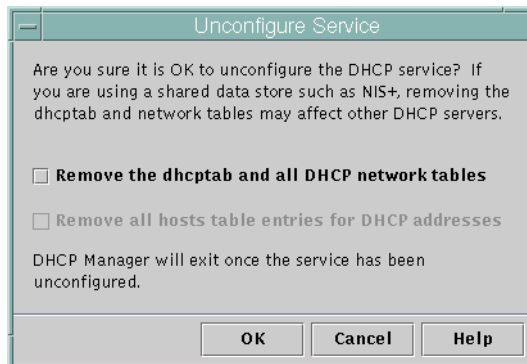 Unconfigure Service
Are you sure it is OK to unconfigure the DHCP service? If
you are using a shared data store such as NIS+, removing the
dhcptab and network tables may affect other DHCP servers.
Remove the dhcptab and all DHCP network tables
Remove all hosts table entries for DHCP addresses
DHCP Manager will exit once the service has been
unconfigured.
OK
Cancel
Help